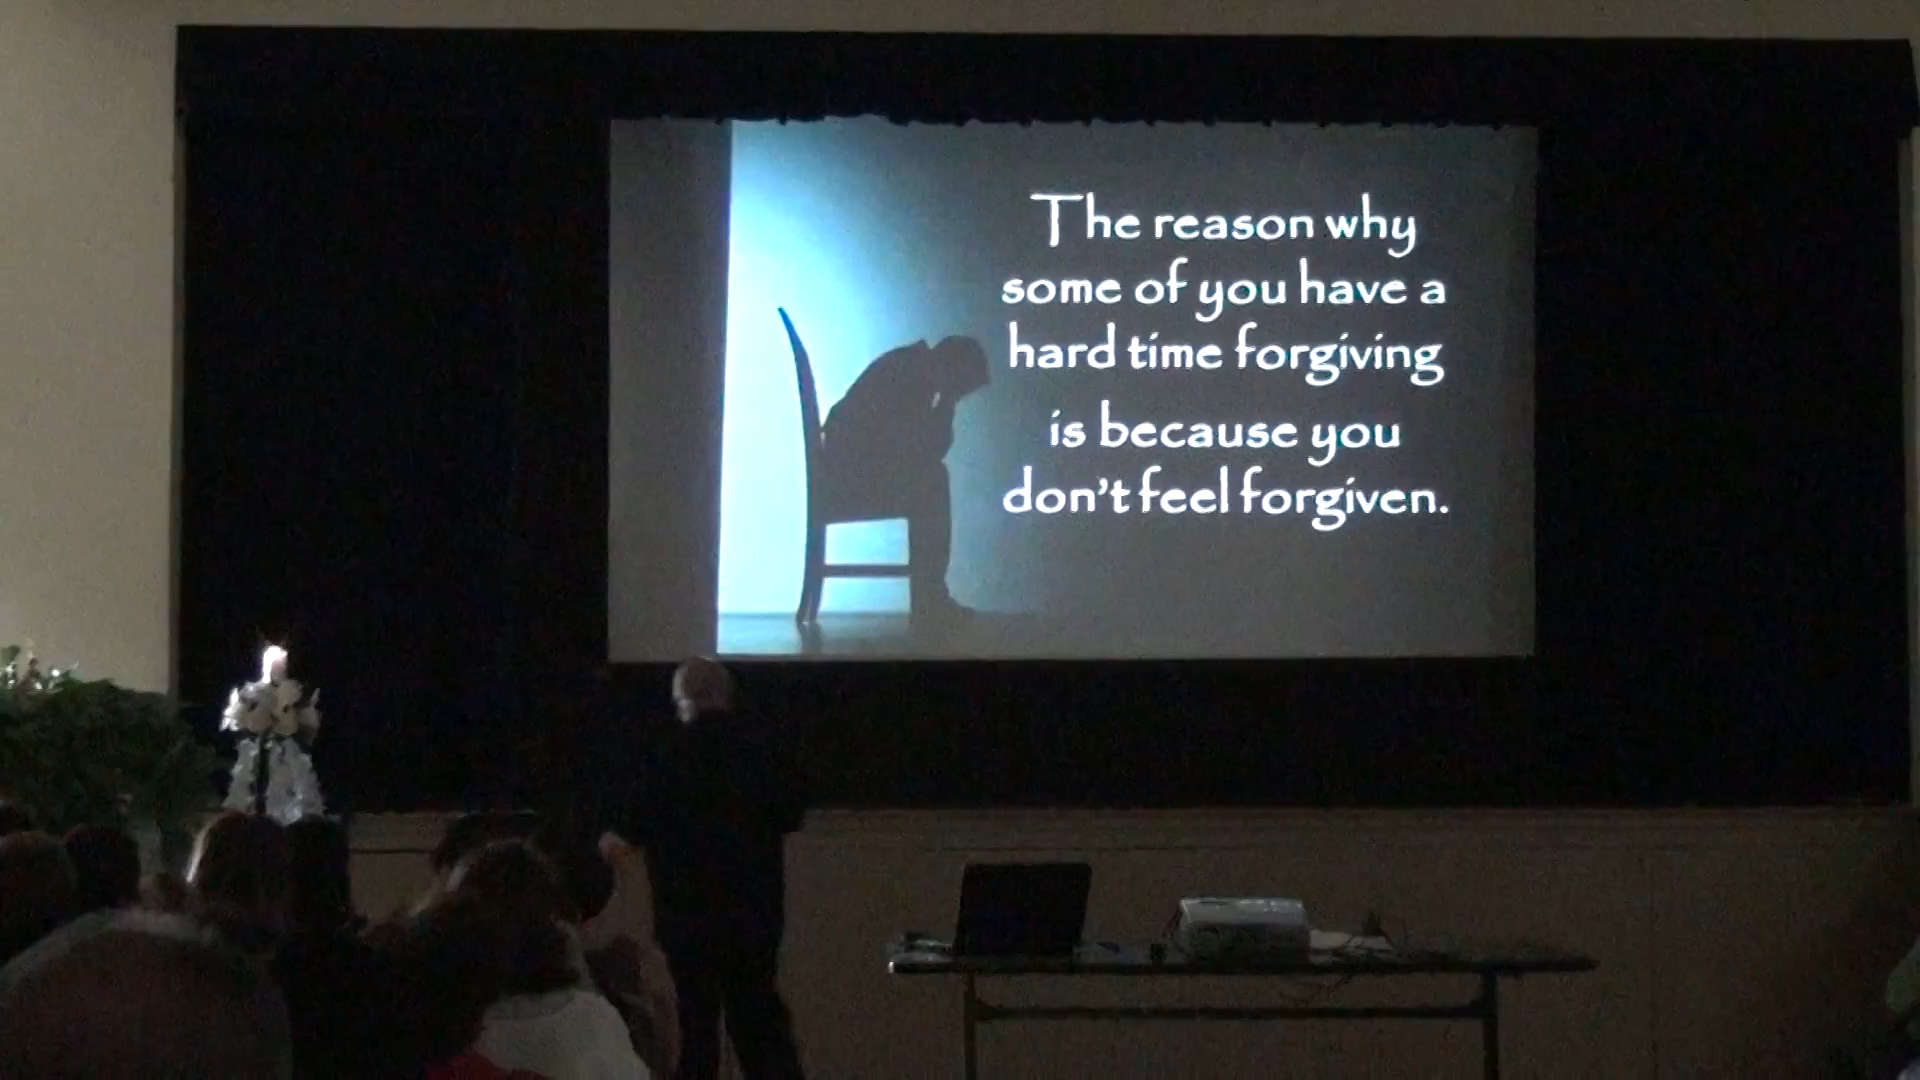 The reason why
some of you have a
hard time forgiving
is because you
don't feel forgiven.